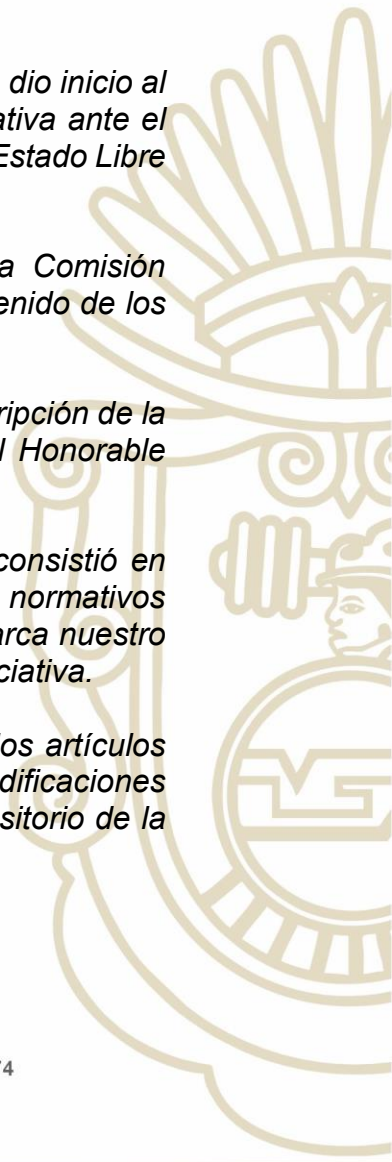 dio inicio al
ativa ante el
Estado Libre
a Comisión
enido de los
ripción de la
l Honorable
consistió en
normativos
arca nuestro
ciativa.
los artículos
dificaciones
sitorio de la
74